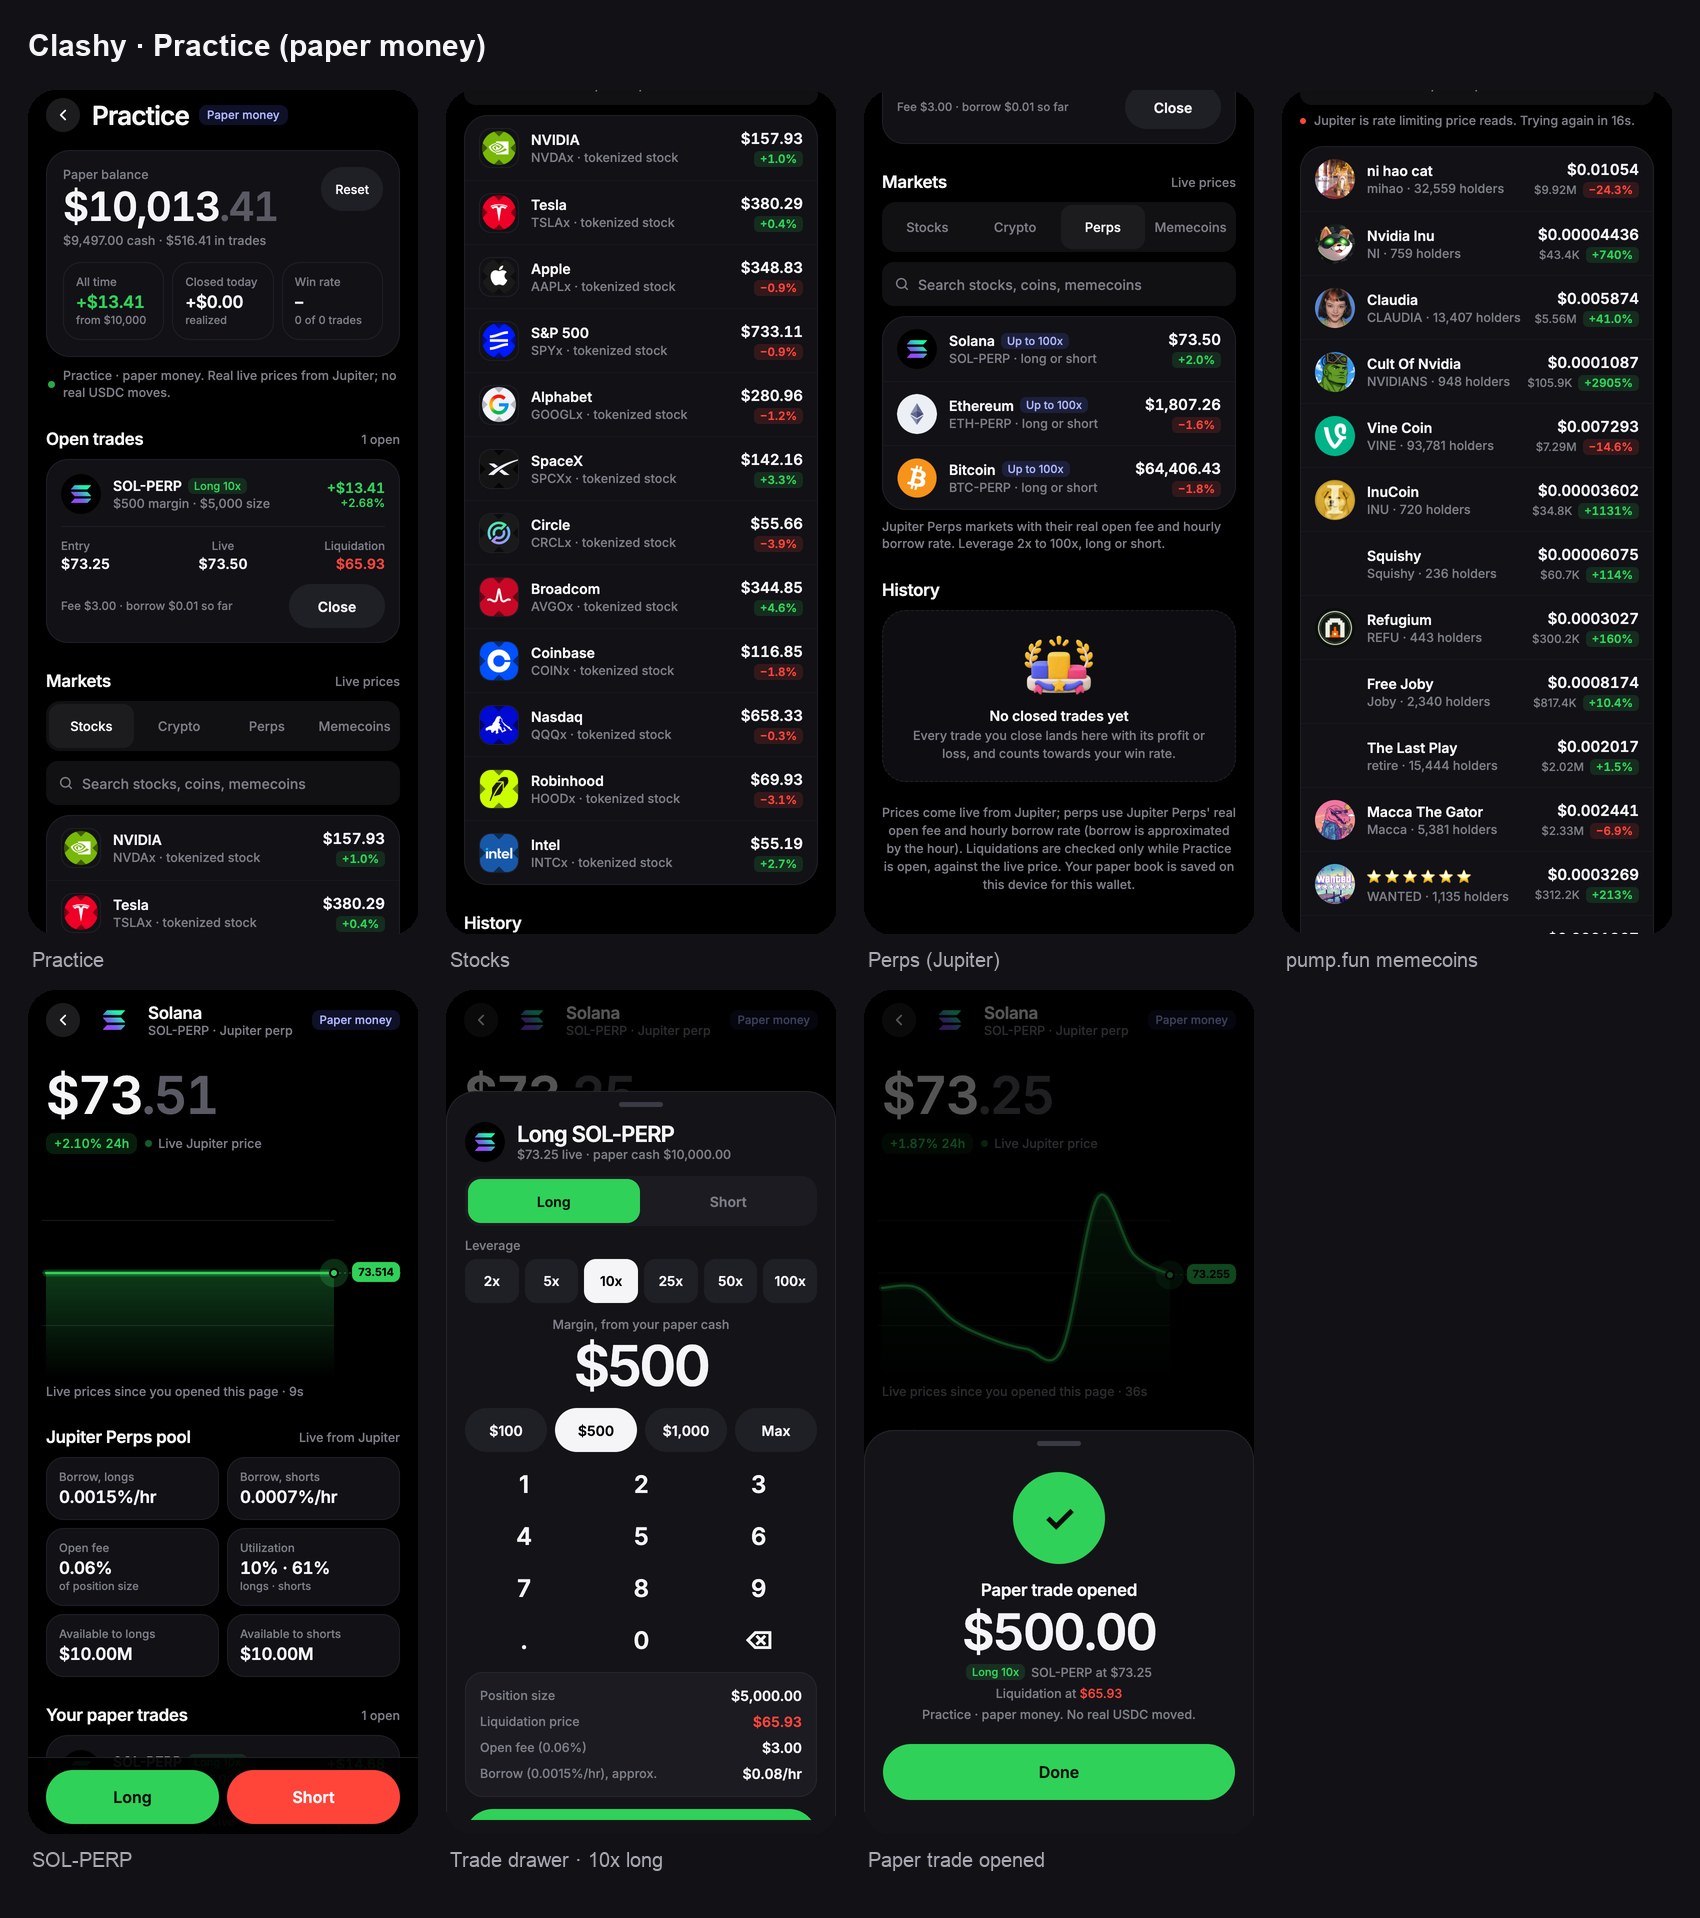 Clashy · Practice (paper money)
Practice
Paper money
Paper balance
$10,013.41
Reset
$9,497.00 cash · $516.41 in trades
All time
+$13.41
from $10,000
Closed today
+$0.00
realized
Win rate
–
0 of 0 trades
Practice · paper money. Real live prices from Jupiter; no
real USDC moves.
Open trades
1 open
SOL-PERP
Long 10x
+$13.41
$500 margin · $5,000 size
+2.68%
Entry
Live
Liquidation
$73.25
$73.50
$65.93
Fee $3.00 · borrow $0.01 so far
Close
Markets
Live prices
Stocks
Crypto
Perps
Memecoins
Search stocks, coins, memecoins
NVIDIA
$157.93
NVDAx · tokenized stock
+1.0%
Tesla
$380.29
TSLAx · tokenized stock
+0.4%
Practice
NVIDIA
$157.93
NVDAx · tokenized stock
+1.0%
Tesla
$380.29
TSLAx · tokenized stock
+0.4%
Apple
$348.83
AAPLx · tokenized stock
−0.9%
S&P 500
$733.11
SPYx · tokenized stock
−0.9%
Alphabet
$280.96
GOOGLx · tokenized stock
−1.2%
SpaceX
$142.16
SPCXx · tokenized stock
+3.3%
Circle
$55.66
CRCLx · tokenized stock
−3.9%
Broadcom
$344.85
AVGOx · tokenized stock
+4.6%
Coinbase
$116.85
COINx · tokenized stock
−1.8%
Nasdaq
$658.33
QQQx · tokenized stock
−0.3%
Robinhood
$69.93
HOODx · tokenized stock
−3.1%
intel
Intel
$55.19
INTCx · tokenized stock
+2.7%
History
Stocks
Fee $3.00 · borrow $0.01 so far
Close
Markets
Live prices
Stocks
Crypto
Perps
Memecoins
Search stocks, coins, memecoins
Solana
Up to 100x
$73.50
SOL-PERP · long or short
+2.0%
Ethereum
Up to 100x
$1,807.26
ETH-PERP · long or short
−1.6%
Bitcoin
Up to 100x
$64,406.43
BTC-PERP · long or short
−1.8%
Jupiter Perps markets with their real open fee and hourly
borrow rate. Leverage 2x to 100x, long or short.
History
No closed trades yet
Every trade you close lands here with its profit or
loss, and counts towards your win rate.
Prices come live from Jupiter; perps use Jupiter Perps' real
open fee and hourly borrow rate (borrow is approximated
by the hour). Liquidations are checked only while Practice
is open, against the live price. Your paper book is saved on
this device for this wallet.
Perps (Jupiter)
Jupiter is rate limiting price reads. Trying again in 16s.
ni hao cat
$0.01054
mihao · 32,559 holders
$9.92M
−24.3%
Nvidia Inu
$0.00004436
NI · 759 holders
$43.4K
+740%
Claudia
$0.005874
CLAUDIA · 13,407 holders
$5.56M
+41.0%
Cult Of Nvidia
$0.0001087
NVIDIANS · 948 holders
$105.9K
+2905%
Vine Coin
$0.007293
VINE · 93,781 holders
$7.29M
−14.6%
InuCoin
$0.00003602
INU · 720 holders
$34.8K
+1131%
Squishy
$0.00006075
Squishy · 236 holders
$60.7K
+114%
Refugium
$0.0003027
REFU · 443 holders
$300.2K
+160%
Free Joby
$0.0008174
Joby · 2,340 holders
$817.4K
+10.4%
The Last Play
$0.002017
retire · 15,444 holders
$2.02M
+1.5%
Macca The Gator
$0.002441
Macca · 5,381 holders
$2.33M
−6.9%
Wanted
⭐⭐⭐⭐⭐⭐
$0.0003269
WANTED · 1,135 holders
$312.2K
+213%
pump.fun memecoins
Solana
SOL-PERP · Jupiter perp
Paper money
$73.51
+2.10% 24h
Live Jupiter price
73.514
Live prices since you opened this page · 9s
Jupiter Perps pool
Live from Jupiter
Borrow, longs
0.0015%/hr
Borrow, shorts
0.0007%/hr
Open fee
0.06%
of position size
Utilization
10% · 61%
longs · shorts
Available to longs
$10.00M
Available to shorts
$10.00M
Your paper trades
1 open
SOL-PERP
Long
Short
SOL-PERP
Solana
SOL-PERP · Jupiter perp
Paper money
$73.25
Long SOL-PERP
$73.25 live · paper cash $10,000.00
Long
Short
Leverage
2x
5x
10x
25x
50x
100x
Margin, from your paper cash
$500
$100
$500
$1,000
Max
1
2
3
4
5
6
7
8
9
.
0
Position size
$5,000.00
Liquidation price
$65.93
Open fee (0.06%)
$3.00
Borrow (0.0015%/hr), approx.
$0.08/hr
Trade drawer · 10x long
Solana
SOL-PERP · Jupiter perp
Paper money
$73.25
+1.87% 24h
Live Jupiter price
73.255
Live prices since you opened this page · 36s
Paper trade opened
$500.00
Long 10x
SOL-PERP at $73.25
Liquidation at $65.93
Practice · paper money. No real USDC moved.
Done
Paper trade opened